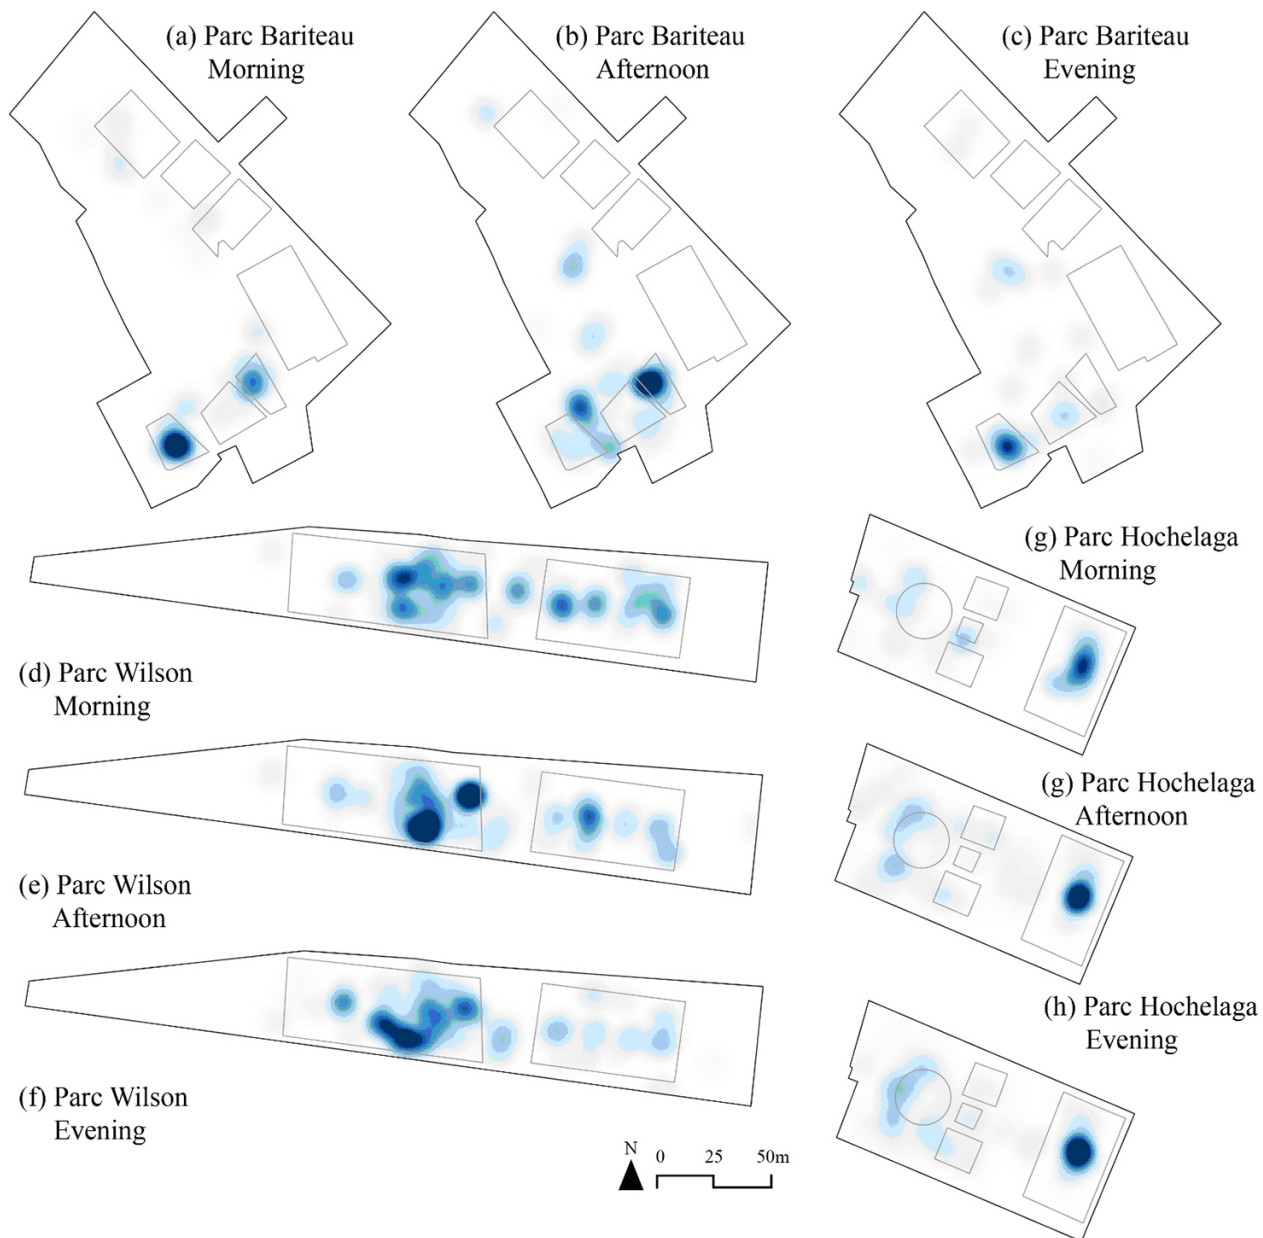 (a) Parc Bariteau
Morning
(b) Parc Bariteau
Afternoon
(c) Parc Bariteau
Evening
(d) Parc Wilson
Morning
(g) Parc Hochelaga
Morning
(e) Parc Wilson
Afternoon
(g) Parc Hochelaga
Afternoon
(f) Parc Wilson
Evening
(h) Parc Hochelaga
Evening
N 0 25 50m